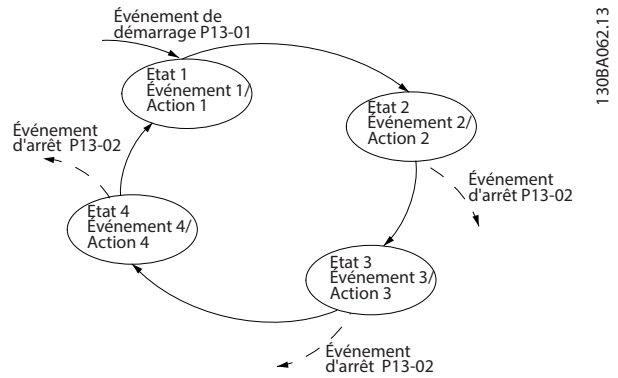 Événement de
démarrage P13-01
130BA062.13
Etat 1
Événement 1/
Action 1
Etat 2
Événement 2/
Action 2
Événement
d'arrêt P13-02
Événement
d'arrêt P13-02
Etat 4
Événement 4/
Action 4
Etat 3
Événement 3/
Action 3
Événement
d'arrêt P13-02